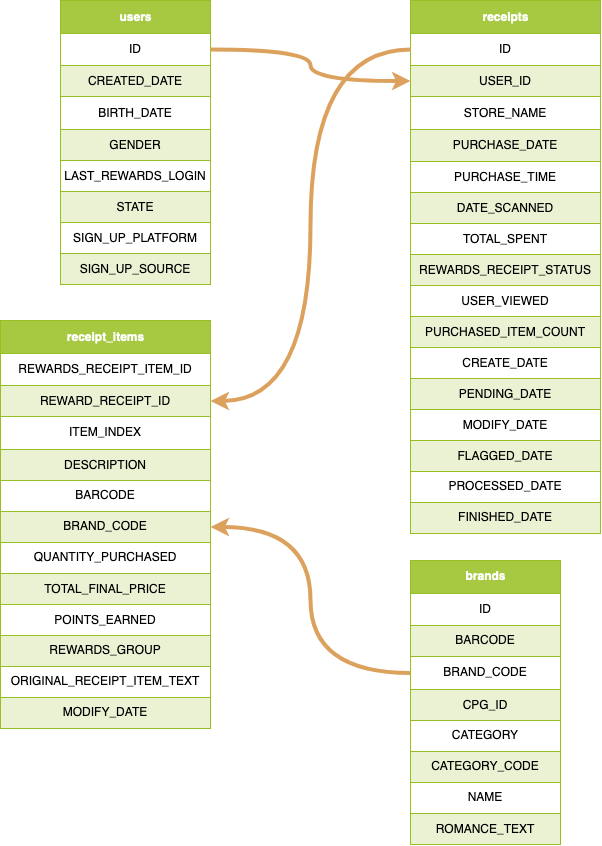 users
ID
CREATED_DATE
BIRTH_DATE
GENDER
LAST_REWARDS_LOGIN
STATE
SIGN_UP_PLATFORM
SIGN_UP_SOURCE
receipts
ID
USER_ID
STORE_NAME
PURCHASE_DATE
PURCHASE_TIME
DATE_SCANNED
TOTAL_SPENT
REWARDS_RECEIPT_STATUS
USER_VIEWED
PURCHASED_ITEM_COUNT
CREATE_DATE
PENDING_DATE
MODIFY_DATE
FLAGGED_DATE
PROCESSED_DATE
FINISHED_DATE
receipt_items
REWARDS_RECEIPT_ITEM_ID
REWARD_RECEIPT_ID
ITEM_INDEX
DESCRIPTION
BARCODE
BRAND_CODE
QUANTITY_PURCHASED
TOTAL_FINAL_PRICE
POINTS_EARNED
REWARDS_GROUP
ORIGINAL_RECEIPT_ITEM_TEXT
MODIFY_DATE
brands
ID
BARCODE
BRAND_CODE
CPG_ID
CATEGORY
CATEGORY_CODE
NAME
ROMANCE_TEXT